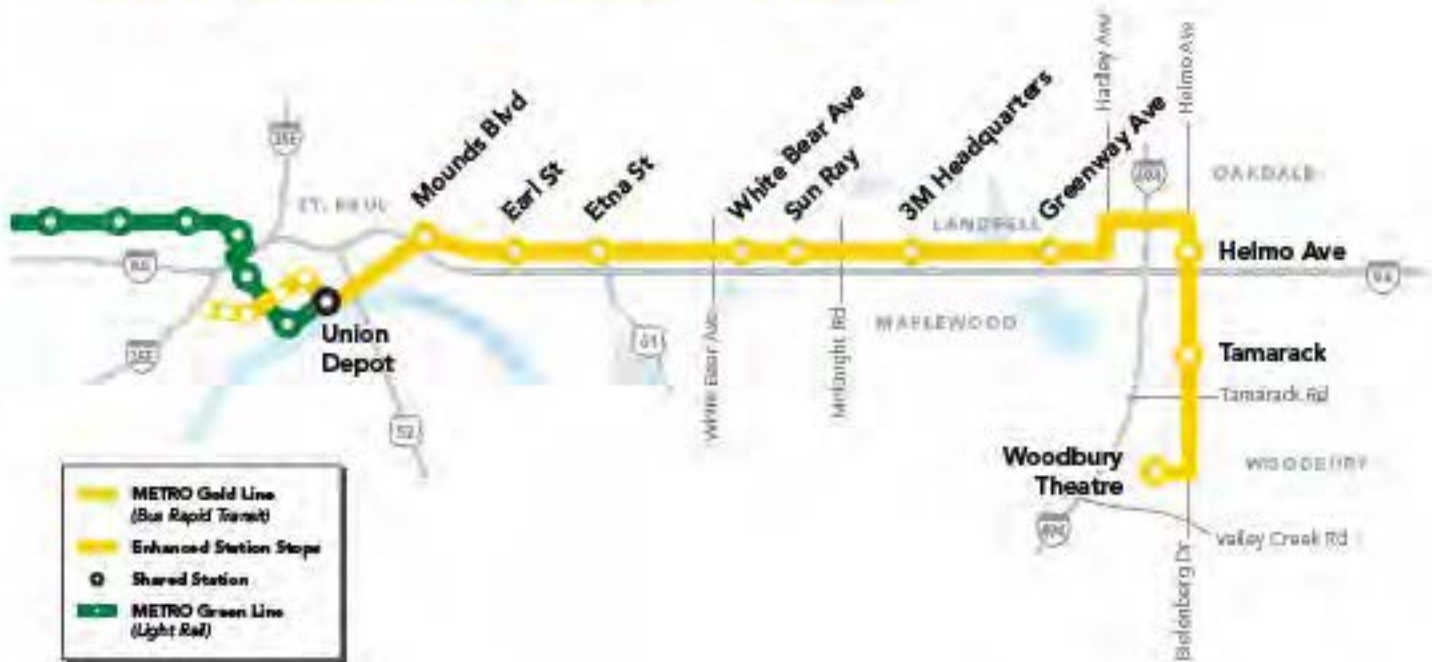 35E
ST. PAUL
94
35E
52
61
Mounds Blvd
Earl St
Etna St
White Bear Ave
Sun Ray
3M Headquarters
Greenway Ave
Hadley Ave
Helmo Ave
694
OAKDALE
LANDFALL
Helmo Ave
94
MAPLEWOOD
White Bear Ave
McKnight Rd
Union
Depot
Tamarack
Tamarack Rd
Woodbury
Theatre
WOODBURY
494
Valley Creek Rd
Bielenberg Dr
METRO Gold Line
(Bus Rapid Transit)
Enhanced Station Stops
Shared Station
METRO Green Line
(Light Rail)